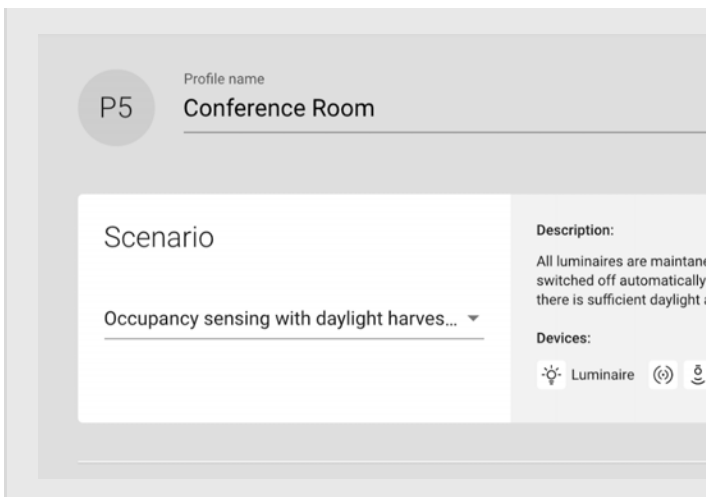 Profile name
P5
Conference Room
Scenario
Occupancy sensing with daylight harves...
Description:
All luminaires are maintane
switched off automatically
there is sufficient daylight a
Devices:
Luminaire